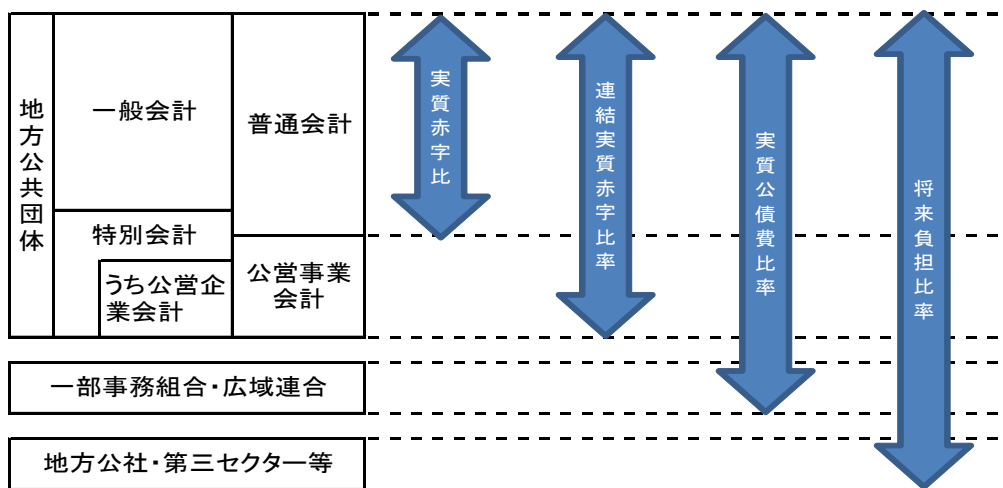 地方公共団体
一般会計
普通会計
特別会計
うち公営企
業会計
公営事業
会計
一部事務組合・広域連合
地方公社・第三セクター等
実質赤字比
連結実質赤字比率
実質公債費比率
将来負担比率